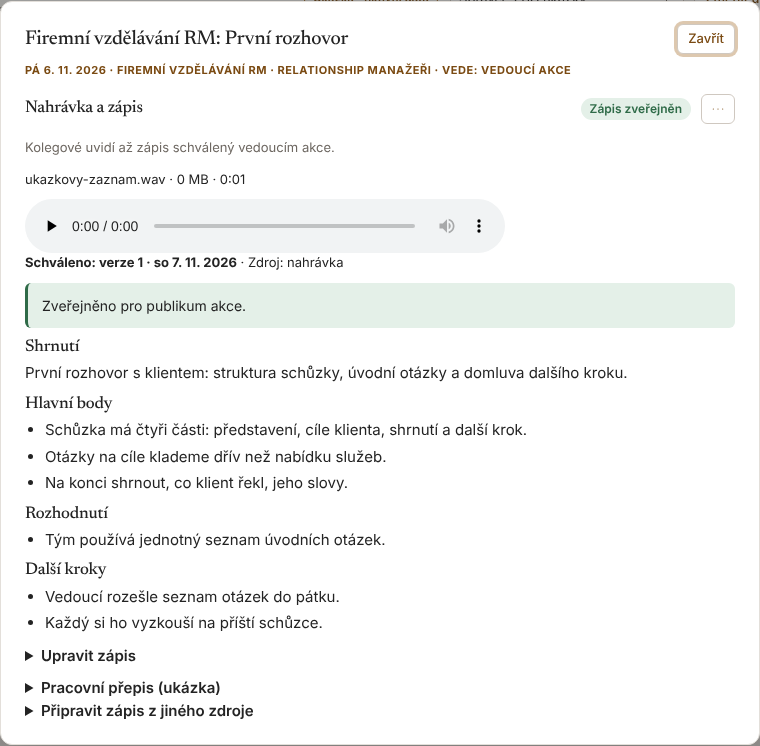 Firemní vzdělávání RM: První rozhovor
Zavřít
PÁ 6. 11. 2026 · FIREMNÍ VZDĚLÁVÁNÍ RM · RELATIONSHIP MANAŽEŘI · VEDE: VEDOUCÍ AKCE
Nahrávka a zápis
Zápis zveřejněn
...
Kolegové uvidí až zápis schválený vedoucím akce.
ukazkovy-zaznam.wav · 0 MB · 0:01
0:00 / 0:00
Schváleno: verze 1 · so 7. 11. 2026 · Zdroj: nahrávka
Zveřejněno pro publikum akce.
Shrnutí
První rozhovor s klientem: struktura schůzky, úvodní otázky a domluva dalšího kroku.
Hlavní body
• Schůzka má čtyři části: představení, cíle klienta, shrnutí a další krok.
• Otázky na cíle klademe dřív než nabídku služeb.
• Na konci shrnout, co klient řekl, jeho slovy.
Rozhodnutí
• Tým používá jednotný seznam úvodních otázek.
Další kroky
• Vedoucí rozešle seznam otázek do pátku.
• Každý si ho vyzkouší na příští schůzce.
Upravit zápis
Pracovní přepis (ukázka)
Připravit zápis z jiného zdroje